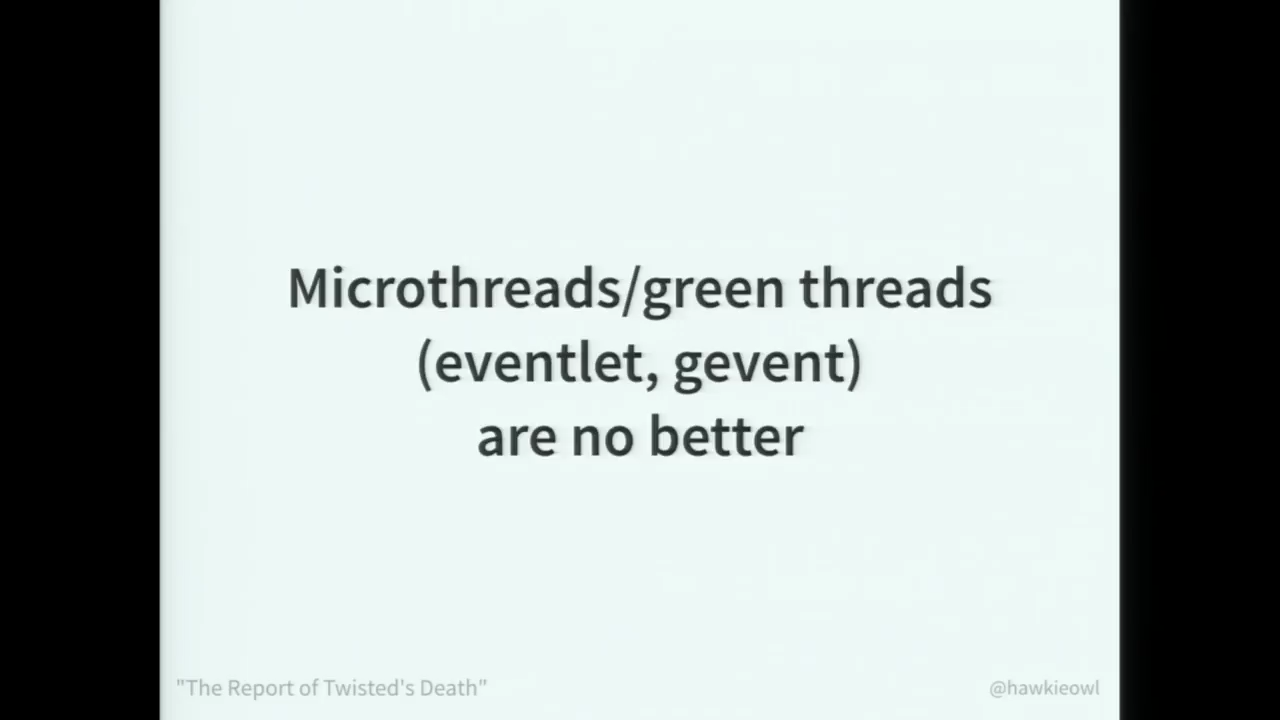 Microthreads/green threads
(eventlet, gevent)
are no better
"The Report of Twisted's Death"
@hawkieowl